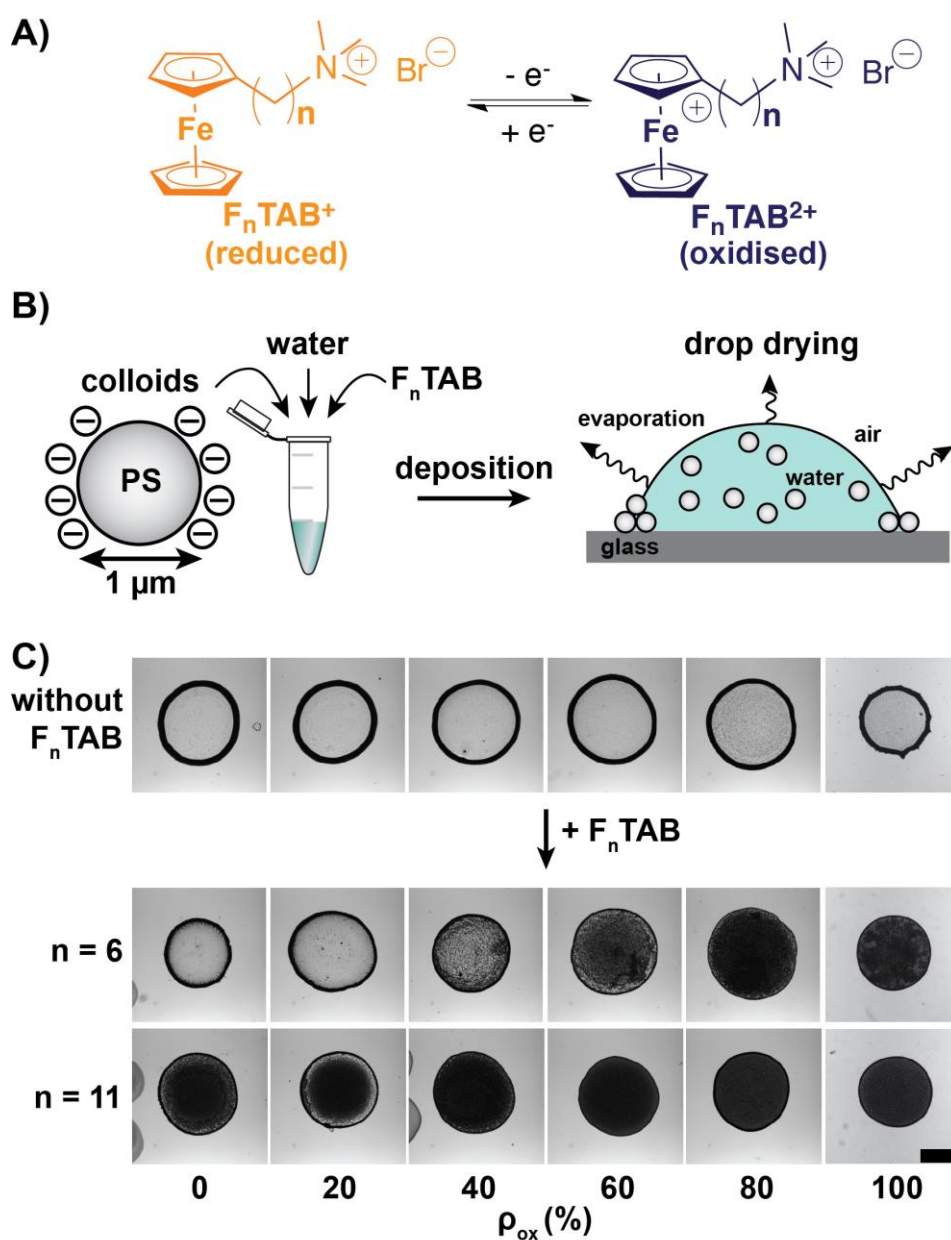 A)
N
⊕
Br⊖
n
Fe
- e-
+ e-
N
⊕
Br⊖
⊕
n
Fe
FₙTAB⁺
(reduced)
FₙTAB²⁺
(oxidised)
B)
colloids
water
FₙTAB
PS
1 µm
deposition
drop drying
evaporation
air
water
glass
C)
without
FₙTAB
+ FₙTAB
n = 6
n = 11
0 20 40 60 80 100
ρox (%)